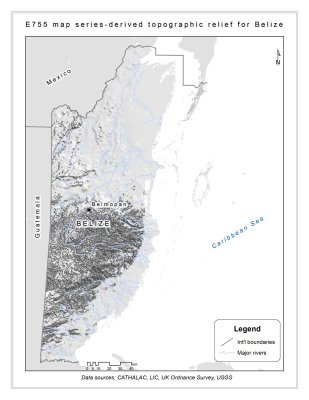 E755 map series-derived topographic relief for Belize
Mexico
N
Guatemala
Belmopan
BELIZE
Caribbean Sea
Legend
Int'l boundaries
Major rivers
Data sources: CATHALAC, LIC, UK Ordnance Survey, USGS